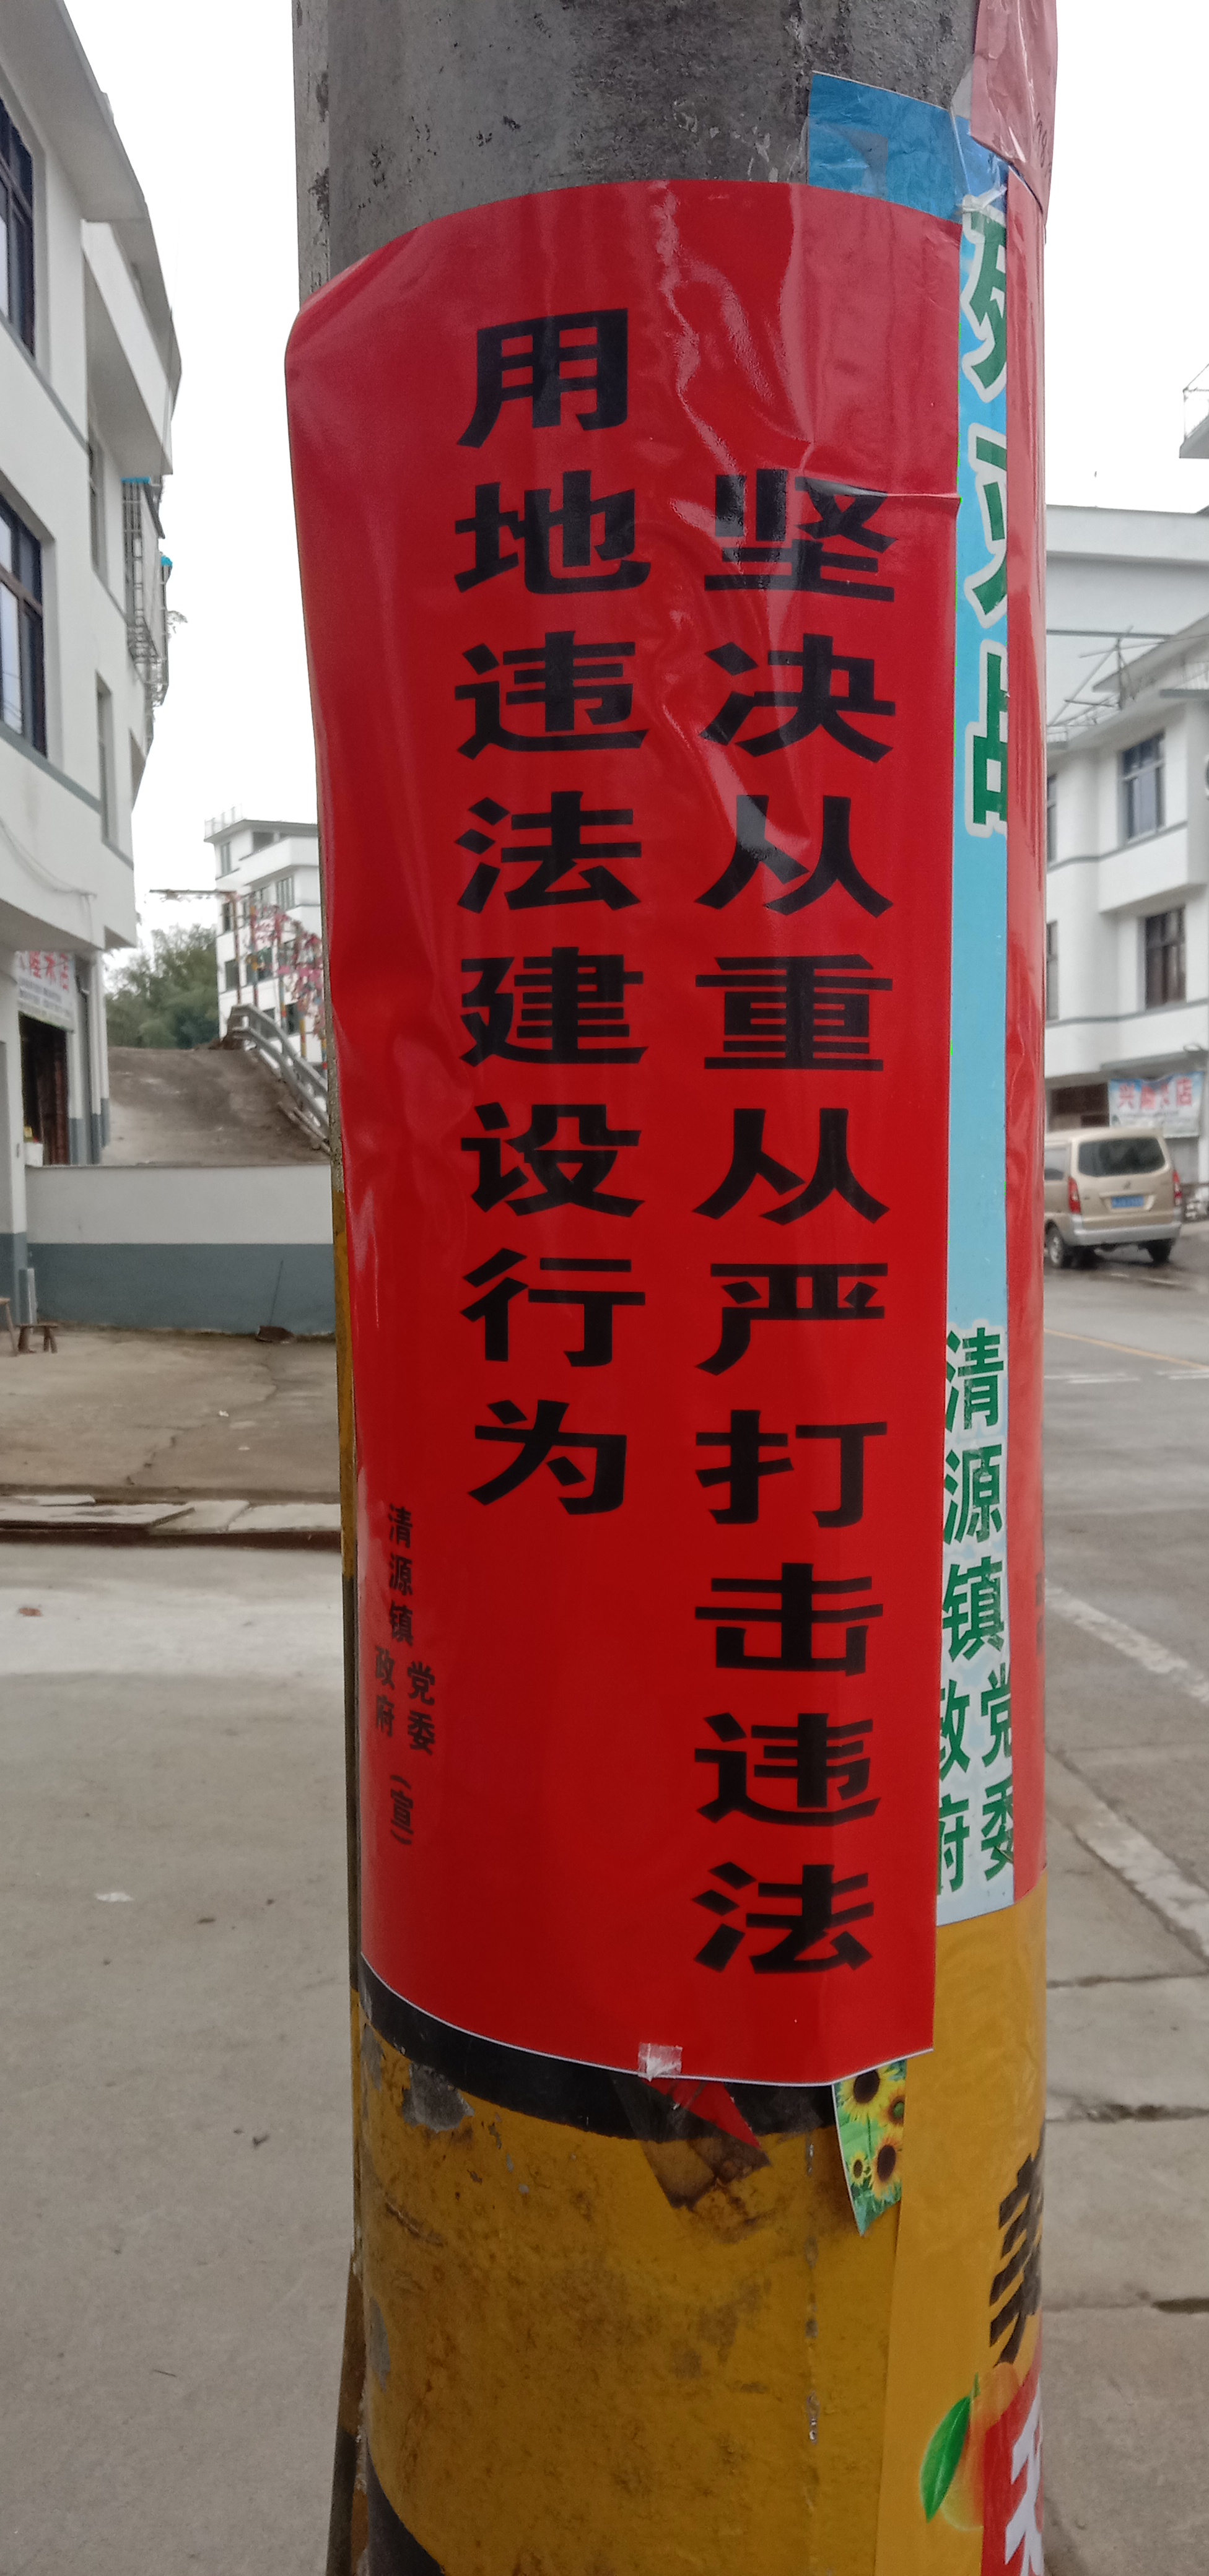 坚决从重从严打击违法
用地违法建设行为
清源镇
党委
政府
(宣)
清源镇
党委
政府